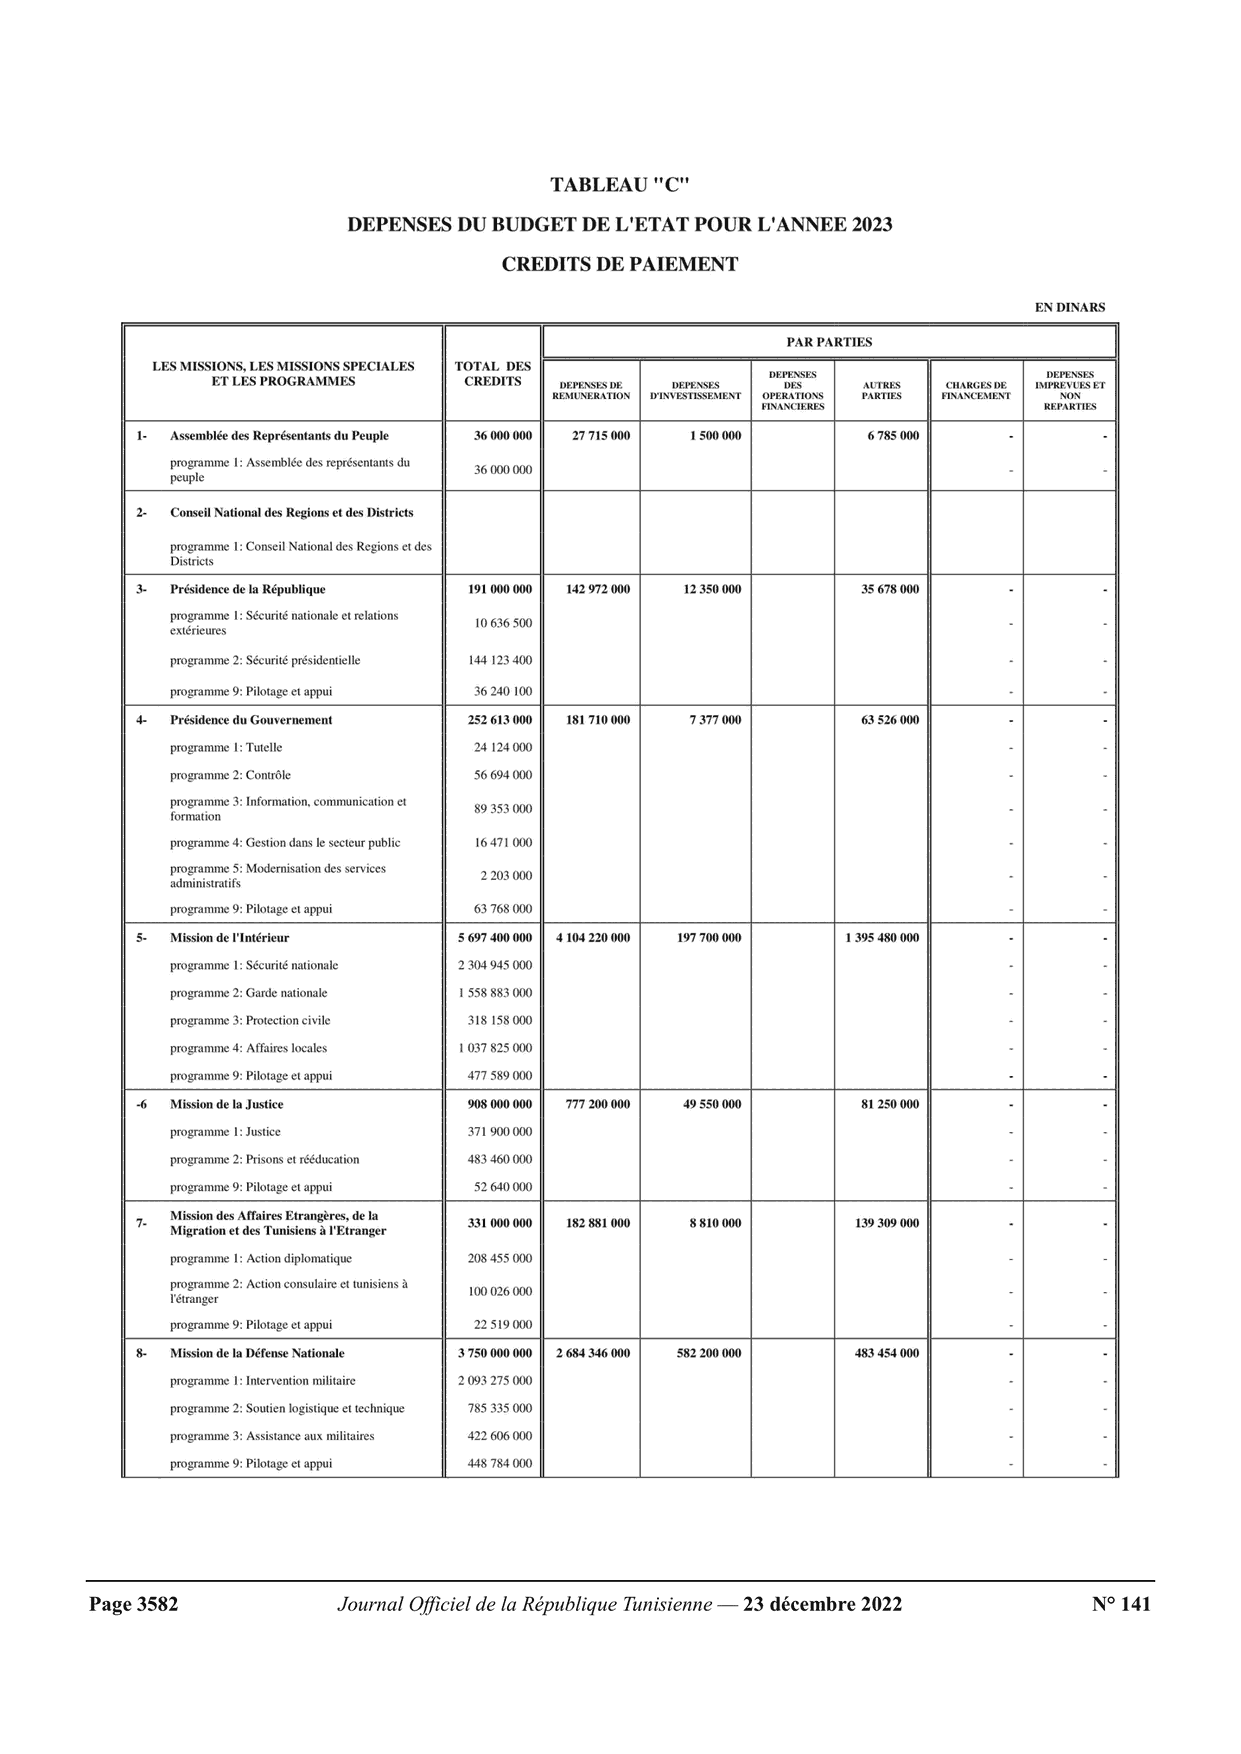 TABLEAU "C"
DEPENSES DU BUDGET DE L'ETAT POUR L'ANNEE 2023
CREDITS DE PAIEMENT
EN DINARS
LES MISSIONS, LES MISSIONS SPECIALES
ET LES PROGRAMMES
TOTAL DES
CREDITS
PAR PARTIES
DEPENSES DE
REMUNERATION
DEPENSES
D'INVESTISSEMENT
DEPENSES
DES
OPERATIONS
FINANCIERES
AUTRES
PARTIES
CHARGES DE
FINANCEMENT
DEPENSES
IMPREVUES ET
NON
REPARTIES
1- Assemblée des Représentants du Peuple 36 000 000 27 715 000 1 500 000 6 785 000 - -
programme 1: Assemblée des représentants du
peuple 36 000 000 - -
2- Conseil National des Regions et des Districts
programme 1: Conseil National des Regions et des
Districts
3- Présidence de la République 191 000 000 142 972 000 12 350 000 35 678 000 - -
programme 1: Sécurité nationale et relations
extérieures 10 636 500 - -
programme 2: Sécurité présidentielle 144 123 400
programme 9: Pilotage et appui 36 240 100
4- Présidence du Gouvernement 252 613 000 181 710 000 7 377 000 63 526 000 - -
programme 1: Tutelle 24 124 000 - -
programme 2: Contrôle 56 694 000 - -
programme 3: Information, communication et
formation 89 353 000 - -
programme 4: Gestion dans le secteur public 16 471 000 - -
programme 5: Modernisation des services
administratifs 2 203 000 - -
programme 9: Pilotage et appui 63 768 000 - -
5- Mission de l'Intérieur 5 697 400 000 4 104 220 000 197 700 000 1 395 480 000 - -
programme 1: Sécurité nationale 2 304 945 000 - -
programme 2: Garde nationale 1 558 883 000 - -
programme 3: Protection civile 318 158 000 - -
programme 4: Affaires locales 1 037 825 000 - -
programme 9: Pilotage et appui 477 589 000 - -
-6 Mission de la Justice 908 000 000 777 200 000 49 550 000 81 250 000 - -
programme 1: Justice 371 900 000 - -
programme 2: Prisons et rééducation 483 460 000 - -
programme 9: Pilotage et appui 52 640 000 - -
7- Mission des Affaires Etrangères, de la
Migration et des Tunisiens à l'Etranger 331 000 000 182 881 000 8 810 000 139 309 000 - -
programme 1: Action diplomatique 208 455 000 - -
programme 2: Action consulaire et tunisiens à
l'étranger 100 026 000 - -
programme 9: Pilotage et appui 22 519 000 - -
8- Mission de la Défense Nationale 3 750 000 000 2 684 346 000 582 200 000 483 454 000 - -
programme 1: Intervention militaire 2 093 275 000 - -
programme 2: Soutien logistique et technique 785 335 000 - -
programme 3: Assistance aux militaires 422 606 000 - -
programme 9: Pilotage et appui 448 784 000 - -
Page 3582 Journal Officiel de la République Tunisienne — 23 décembre 2022 N° 141